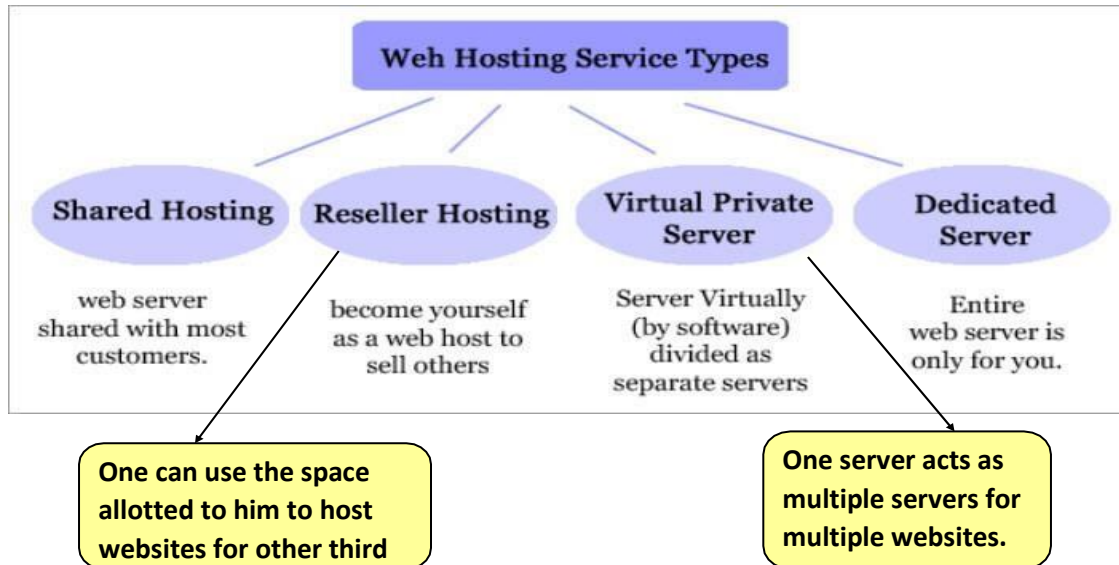 Weh Hosting Service Types
Shared Hosting
web server
shared with most
customers.
Reseller Hosting
become yourself
as a web host to
sell others
Virtual Private
Server
Server Virtually
(by software)
divided as
separate servers
Dedicated
Server
Entire
web server is
only for you.
One can use the space
allotted to him to host
websites for other third
One server acts as
multiple servers for
multiple websites.